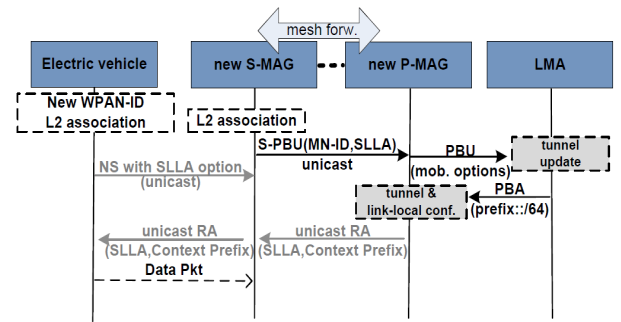 mesh forw.
Electric vehicle
new S-MAG
new P-MAG
LMA
New WPAN-ID
L2 association
L2 association
S-PBU(MN-ID,SLLA)
unicast
PBU
(mob. options)
tunnel
update
NS with SLLA option
(unicast)
tunnel &
link-local conf.
PBA
(prefix::/64)
unicast RA
(SLLA,Context Prefix)
unicast RA
(SLLA,Context Prefix)
Data Pkt